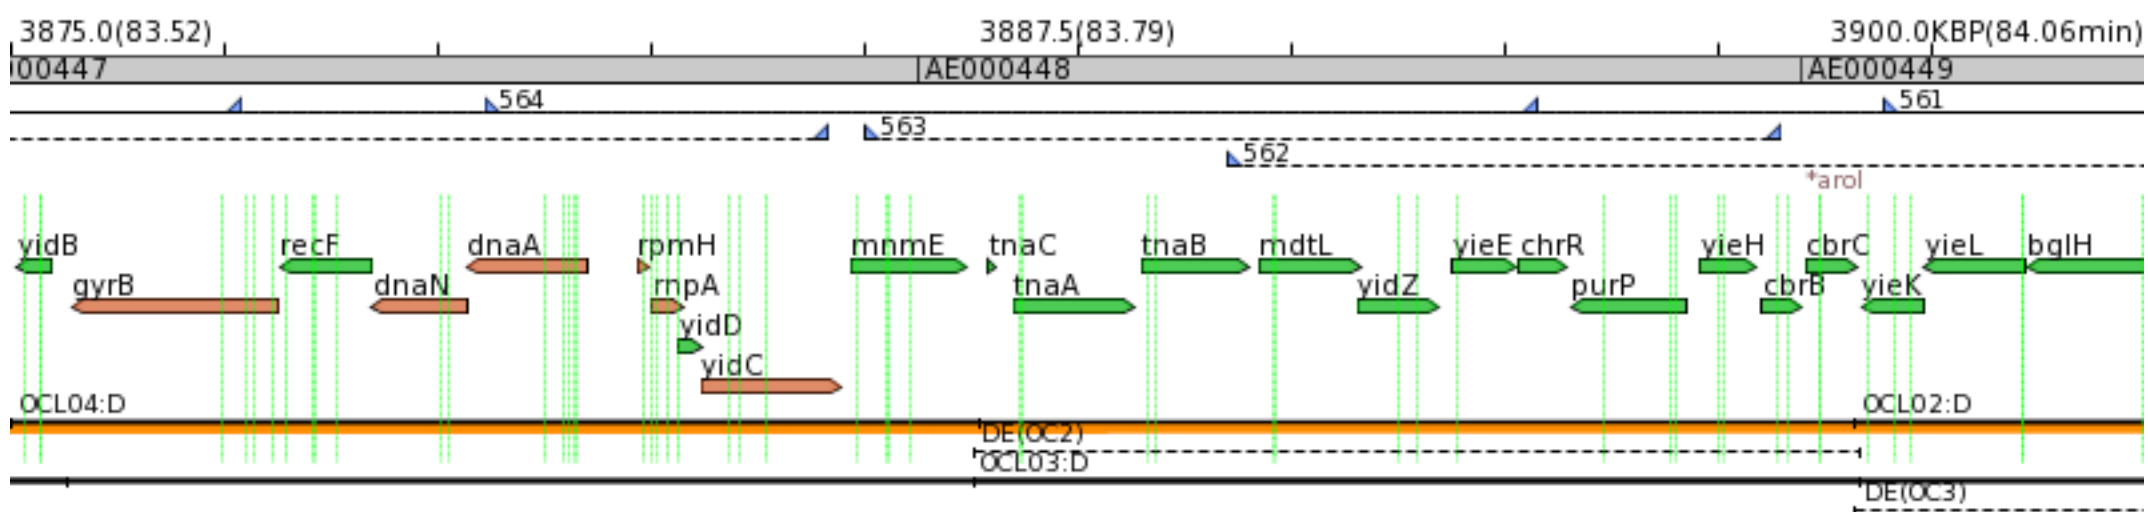 3875.0(83.52) 3887.5(83.79) 3900.0KBP(84.06min)
000447 AE000448 AE000449
564 561
563
562
*arol
yidB recF dnaA rpmH mnmE tnaC tnaB mdtL yieE chrR yieH cbrC yieL bglH
gyrB dnaN rnpA tnaA yidZ purP cbrB yieK
yidD
yidC
OCL04:D OCL02:D
DE(OC2)
OCL03:D
DE(OC3)